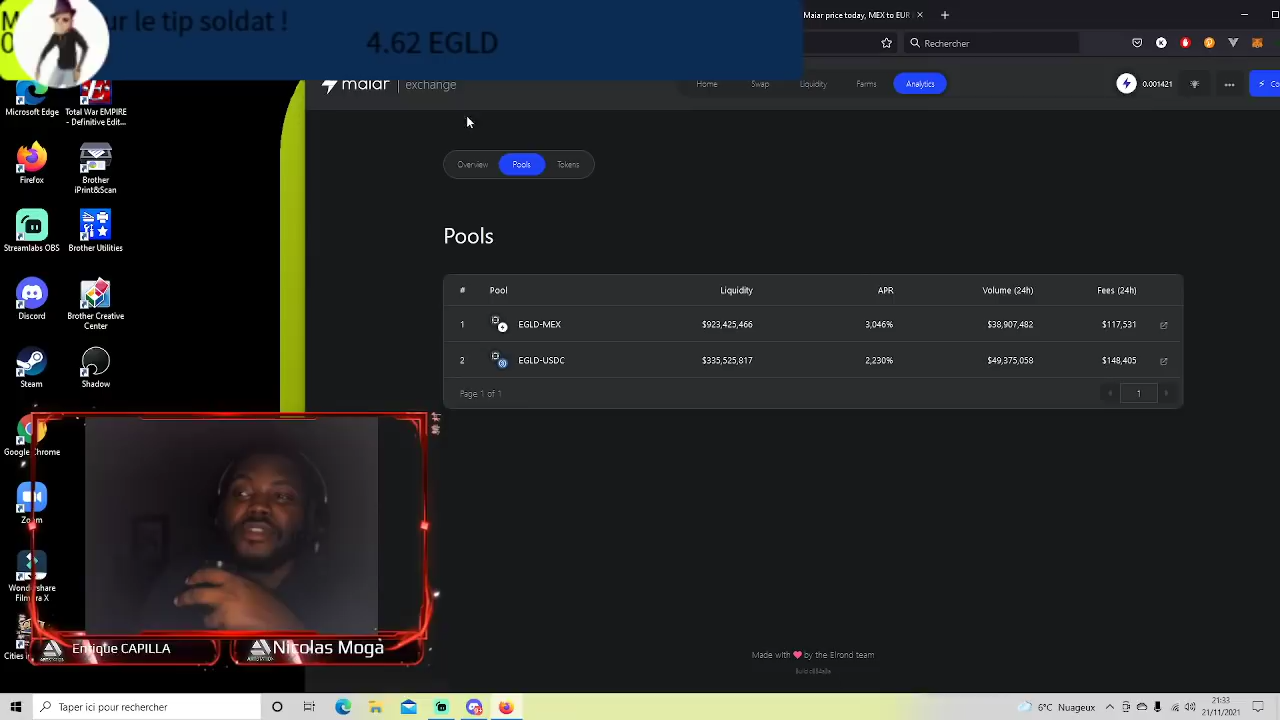 ur le tip soldat !
4.62 EGLD
Malar price today, MEX to E
Rechercher
maiar | exchange
Home
Swap
Liquidity
Farms
Analytics
0.001421
Microsoft Edge
Total War EMPIRE - Definitive Edit...
Firefox
Brother iPrint&Scan
Streamlabs OBS
Brother Utilities
Discord
Brother Creative Center
Steam
Shadow
Google Chrome
Zoom
Wondershare Filmora X
Cities
Overview
Pools
Tokens
Pools
# Pool Liquidity APR Volume (24h) Fees (24h)
1 EGLD-MEX $923,425,466 3,046% $38,907,482 $117,531
2 EGLD-USDC $335,525,817 2,230% $49,375,058 $148,405
Page 1 of 1
1
Enrique CAPILLA
Nicolas Moga
Made with ❤ by the Elrond team
Taper ici pour rechercher
6°C Nuageux
21:33
21/11/2021